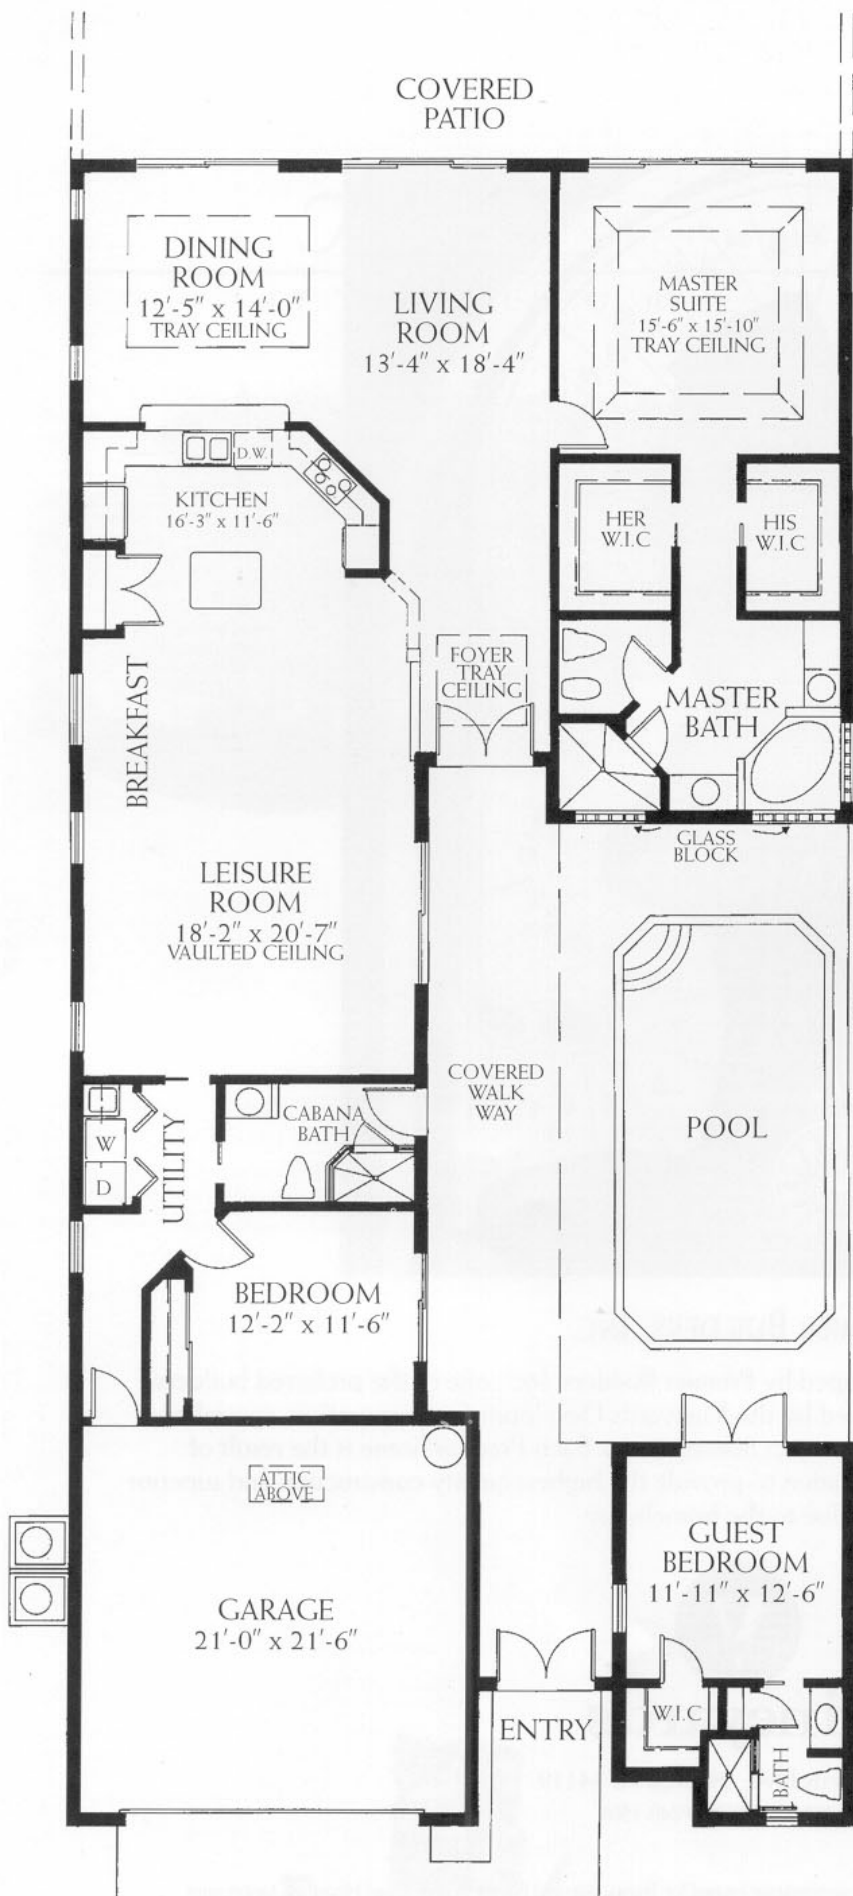 COVERED
PATIO
DINING
ROOM
12'-5" x 14'-0"
TRAY CEILING
LIVING
ROOM
13'-4" x 18'-4"
MASTER
SUITE
15'-6" x 15'-10"
TRAY CEILING
D.W.
KITCHEN
16'-3" x 11'-6"
HER
W.I.C
HIS
W.I.C
BREAKFAST
FOYER
TRAY
CEILING
MASTER
BATH
GLASS
BLOCK
LEISURE
ROOM
18'-2" x 20'-7"
VAULTED CEILING
COVERED
WALK
WAY
POOL
W
D
UTILITY
CABANA
BATH
BEDROOM
12'-2" x 11'-6"
ATTIC
ABOVE
GARAGE
21'-0" x 21'-6"
GUEST
BEDROOM
11'-11" x 12'-6"
ENTRY
W.I.C
BATH